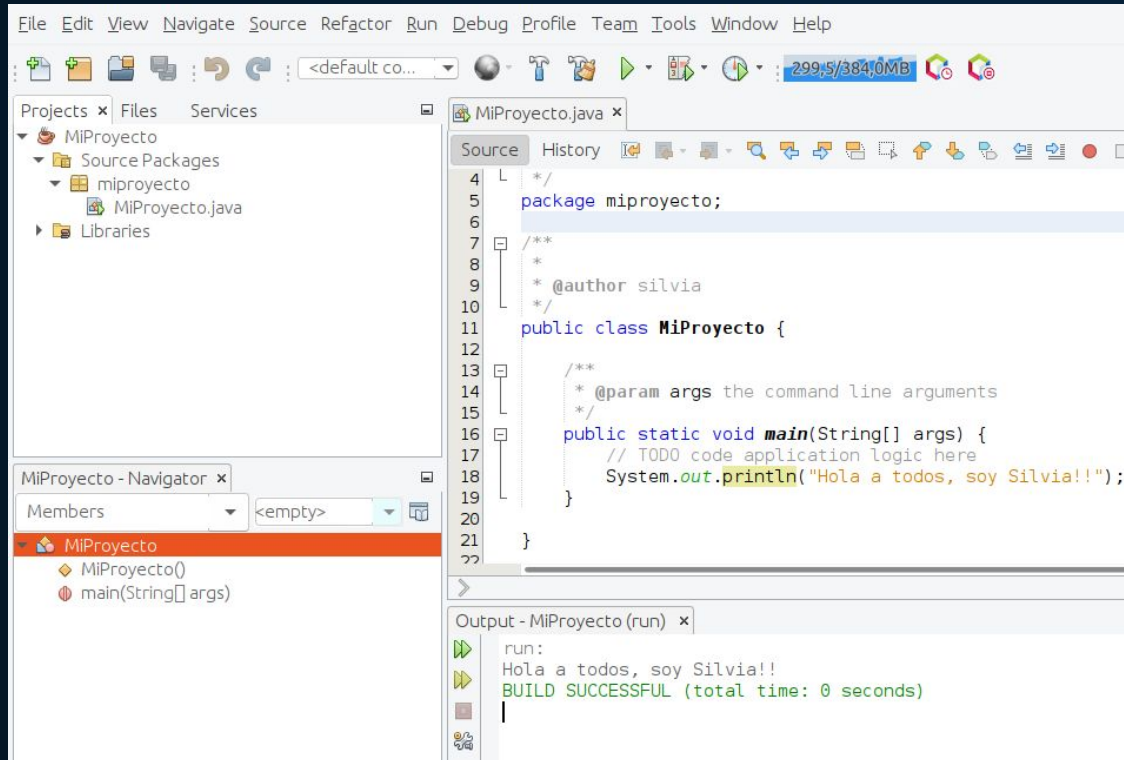 File Edit View Navigate Source Refactor Run Debug Profile Team Tools Window Help
<default co... 299,5/384,0MB
Projects Files Services
MiProyecto
Source Packages
miproyecto
MiProyecto.java
Libraries
MiProyecto - Navigator
Members <empty>
MiProyecto
MiProyecto()
main(String[] args)
MiProyecto.java
Source History
4 */
5 package miproyecto;
6
7 /**
8 *
9 * @author silvia
10 */
11 public class MiProyecto {
12
13 /**
14 * @param args the command line arguments
15 */
16 public static void main(String[] args) {
17 // TODO code application logic here
18 System.out.println("Hola a todos, soy Silvia!!");
19 }
20
21 }
22
Output - MiProyecto (run)
run:
Hola a todos, soy Silvia!!
BUILD SUCCESSFUL (total time: 0 seconds)